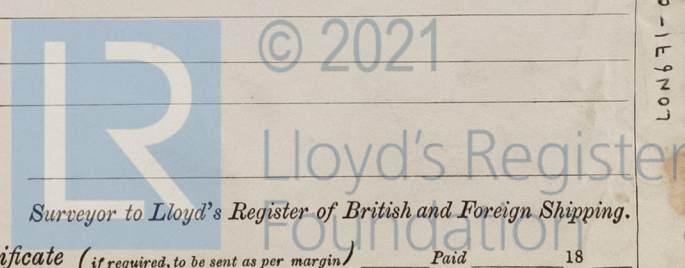 © 2021
Lloyd's Register
Foundation
Surveyor to Lloyd's Register of British and Foreign Shipping.
ificate (if required, to be sent as per margin) Paid 18